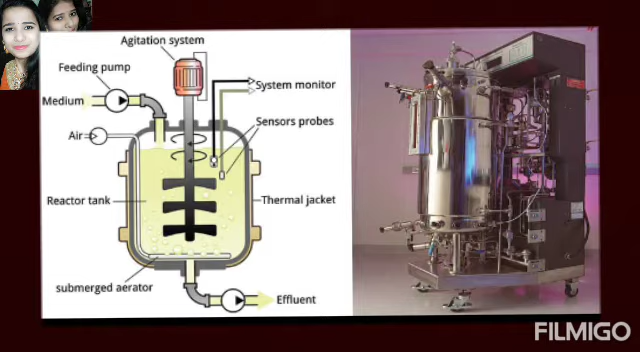 Agitation system
Feeding pump
Medium
System monitor
Sensors probes
Air
Reactor tank
Thermal jacket
submerged aerator
Effluent
FILMIGO